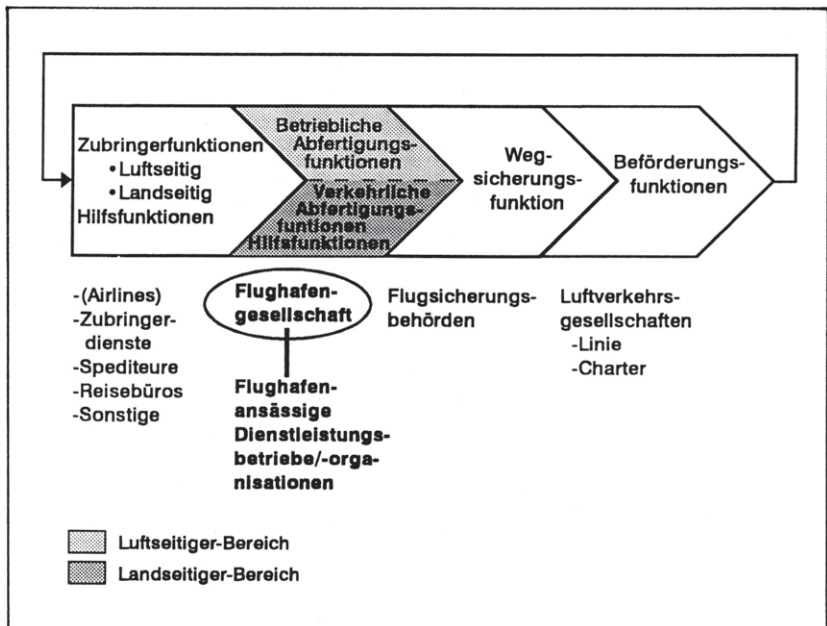 Zubringerfunktionen
•Luftseitig
•Landseitig
Hilfsfunktionen
Betriebliche
Abfertigungs-
funktionen
Verkehrliche
Abfertigungs-
funtionen
Hilfsfunktionen
Weg-
sicherungs-
funktion
Beförderungs-
funktionen
-(Airlines)
-Zubringer-
dienste
-Spediteure
-Reisebüros
-Sonstige
Flughafen-
gesellschaft
Flughafen-
ansässige
Dienstleistungs-
betriebe/-orga-
nisationen
Flugsicherungs-
behörden
Luftverkehrs-
gesellschaften
-Linie
-Charter
Luftseitiger-Bereich
Landseitiger-Bereich